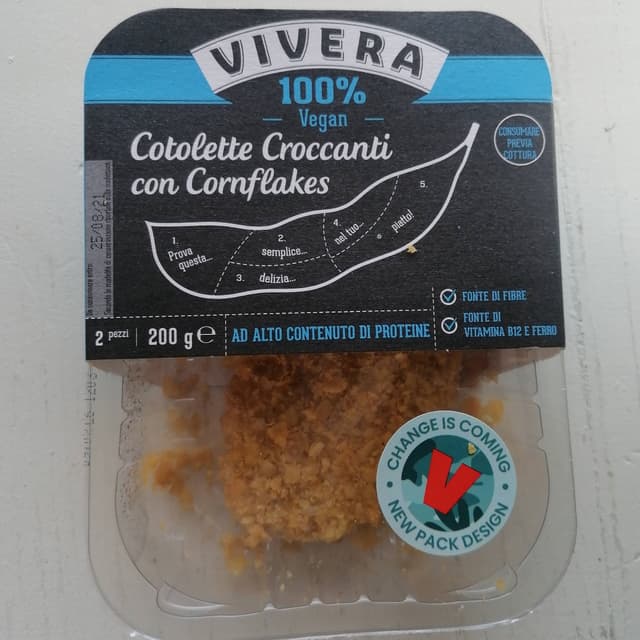 VIVERA
100%
Vegan
Cotolette Croccanti
con Cornflakes
CONSUMARE
PREVIA
COTTURA
1.
Prova
questa...
2.
semplice...
3. delizia...
4.
nel tuo...
5.
piatto!
25/08/21
2 pezzi
200 g e
AD ALTO CONTENUTO DI PROTEINE
FONTE DI FIBRE
FONTE DI
VITAMINA B12 E FERRO
CHANGE IS COMING
V
NEW PACK DESIGN